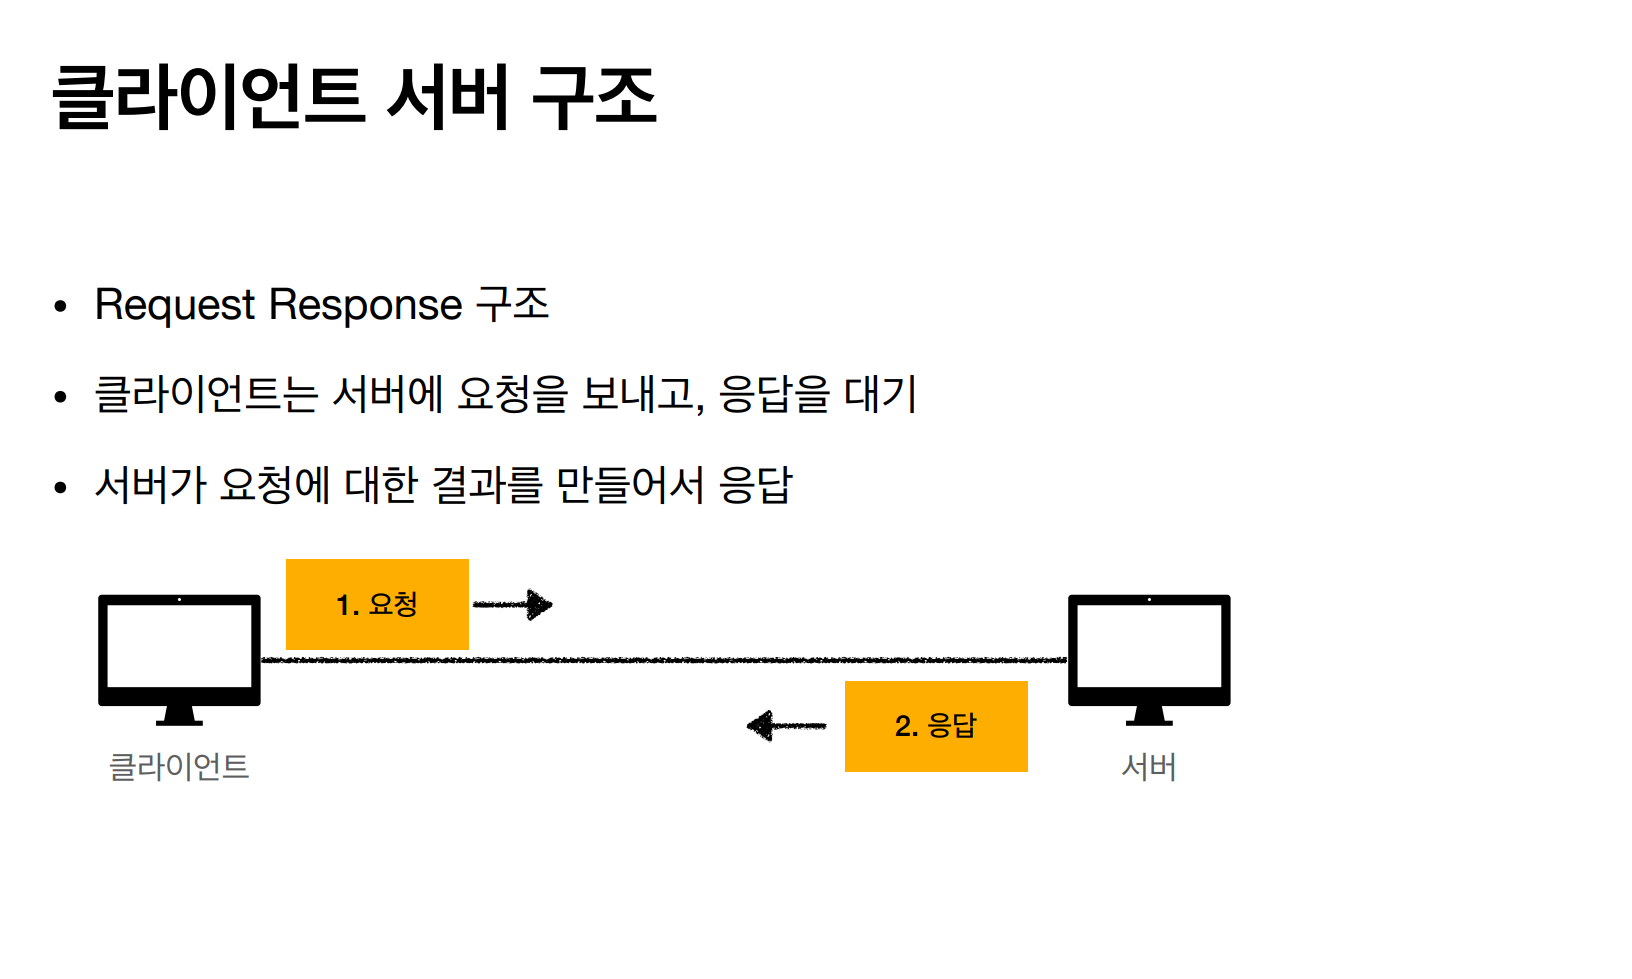 클라이언트 서버 구조
• Request Response 구조
• 클라이언트는 서버에 요청을 보내고, 응답을 대기
• 서버가 요청에 대한 결과를 만들어서 응답
1. 요청
2. 응답
클라이언트
서버